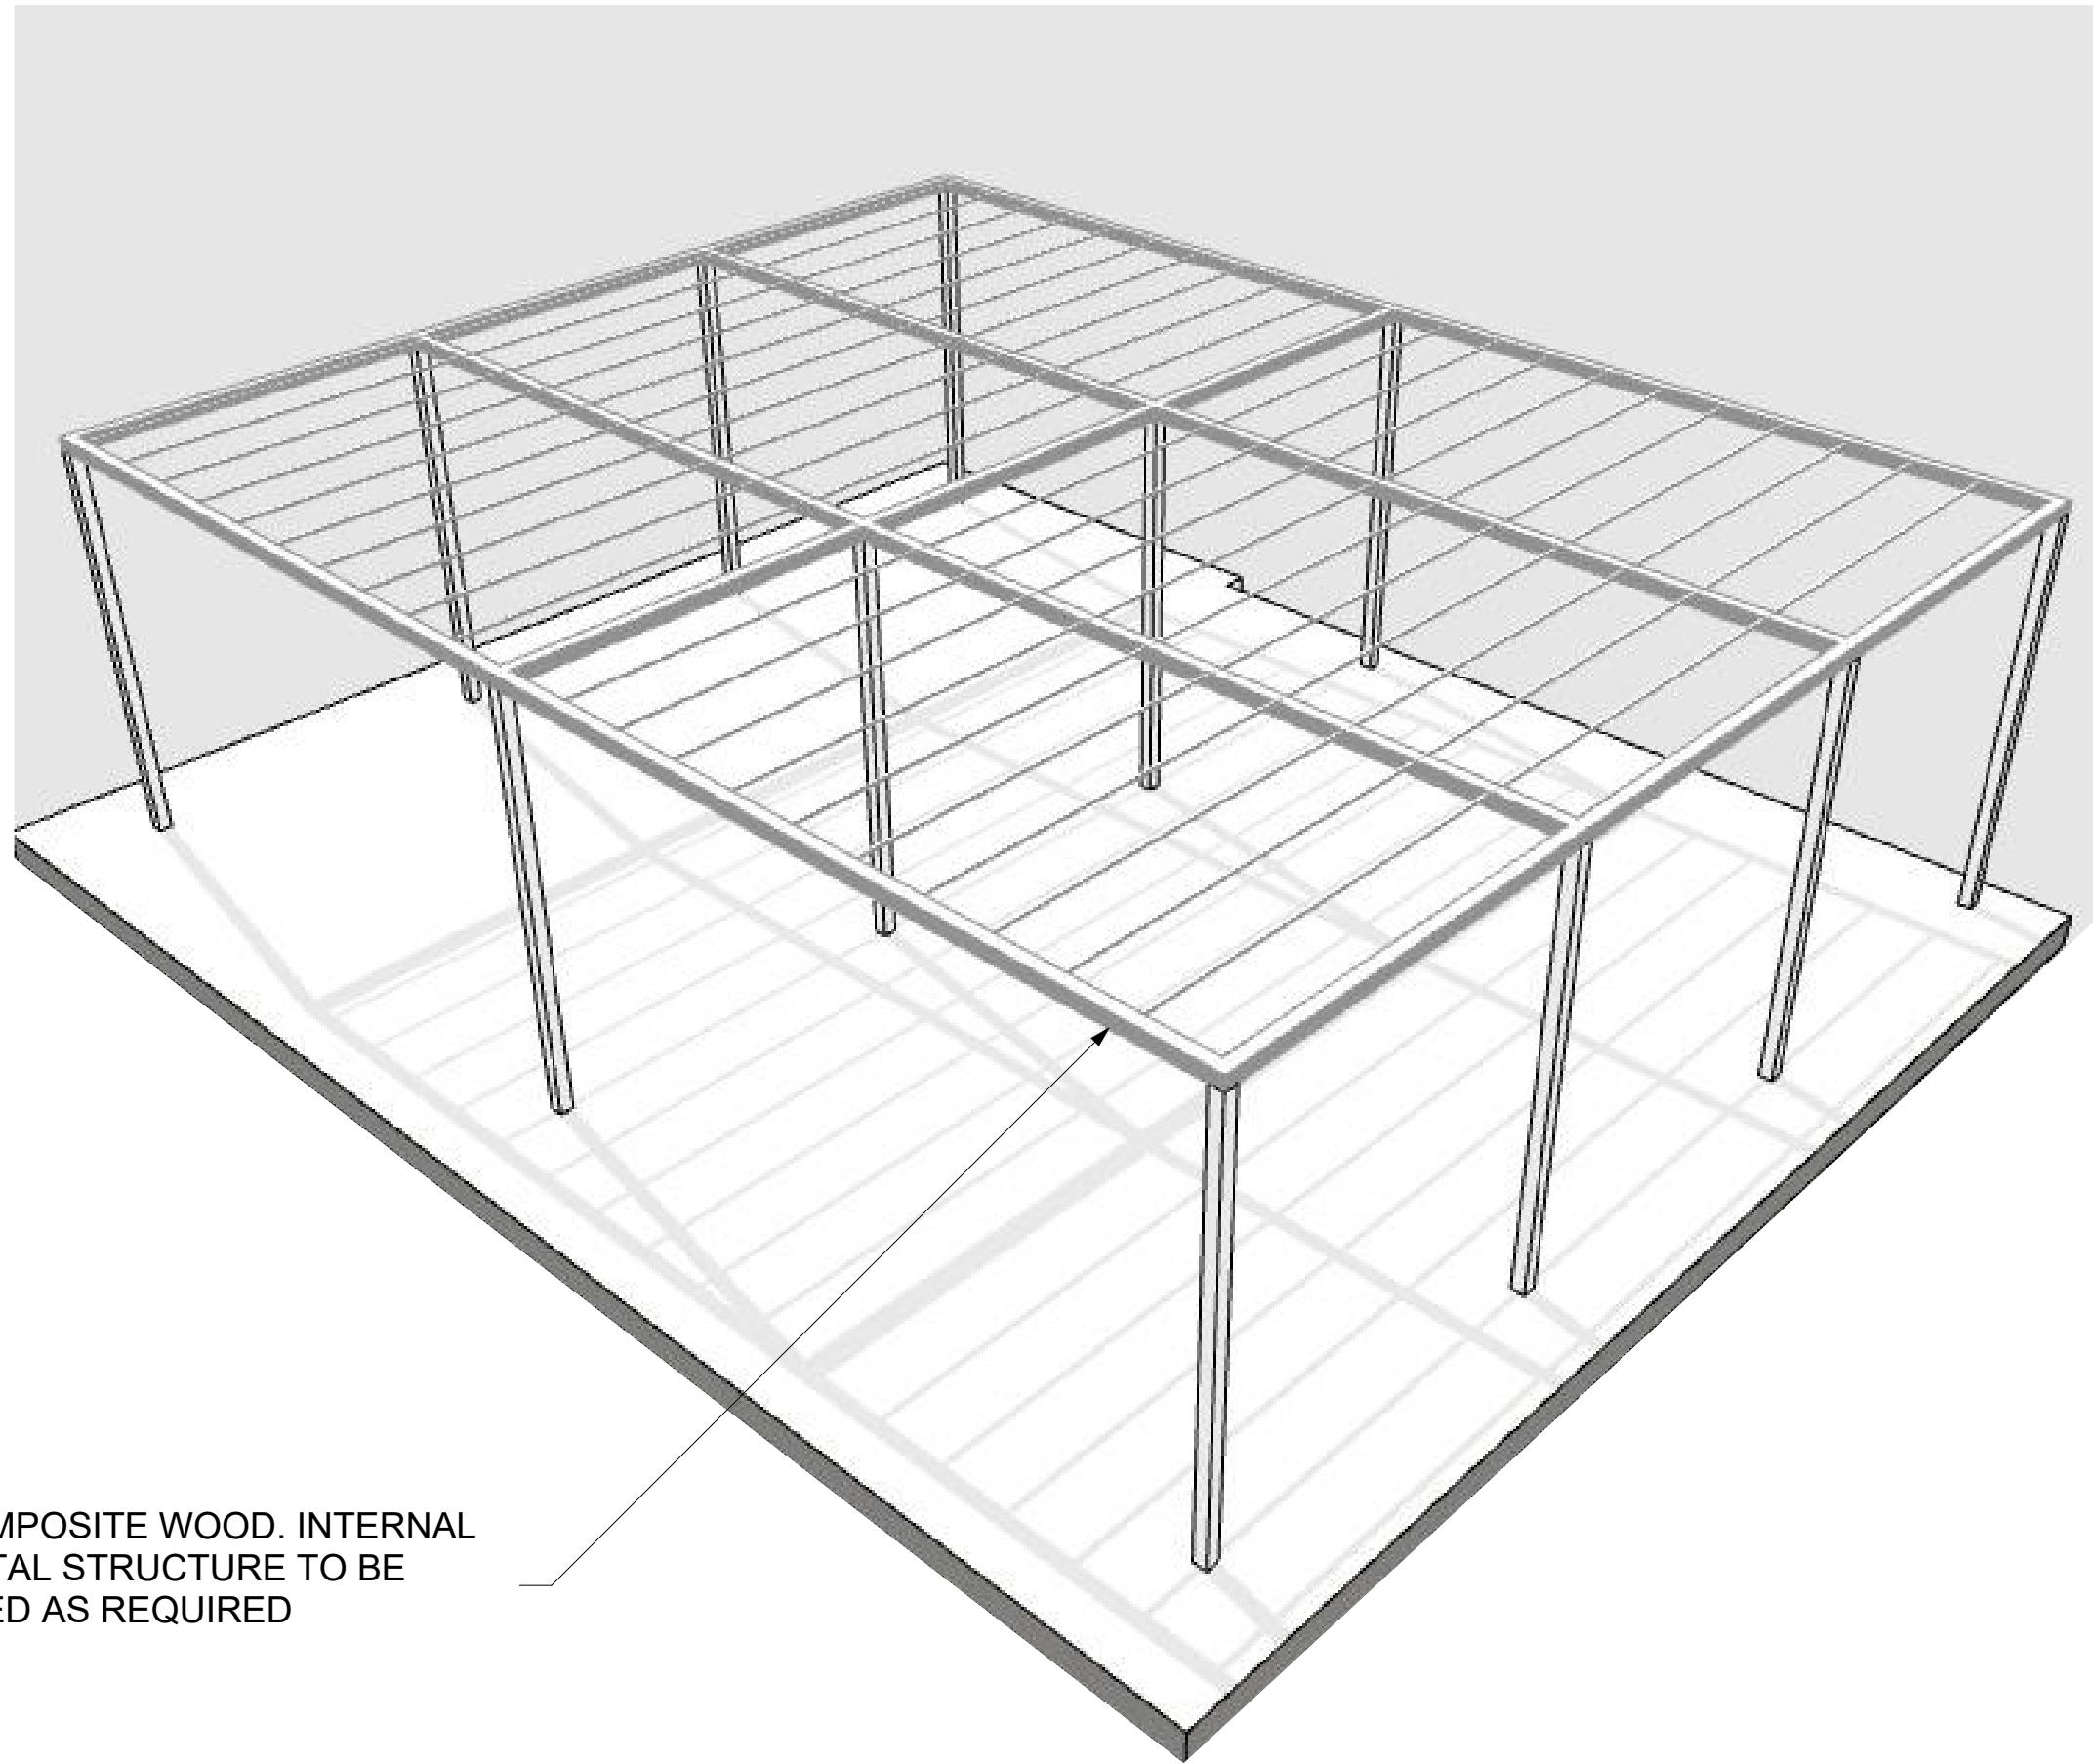 MPOSITE WOOD. INTERNAL
TAL STRUCTURE TO BE
ED AS REQUIRED